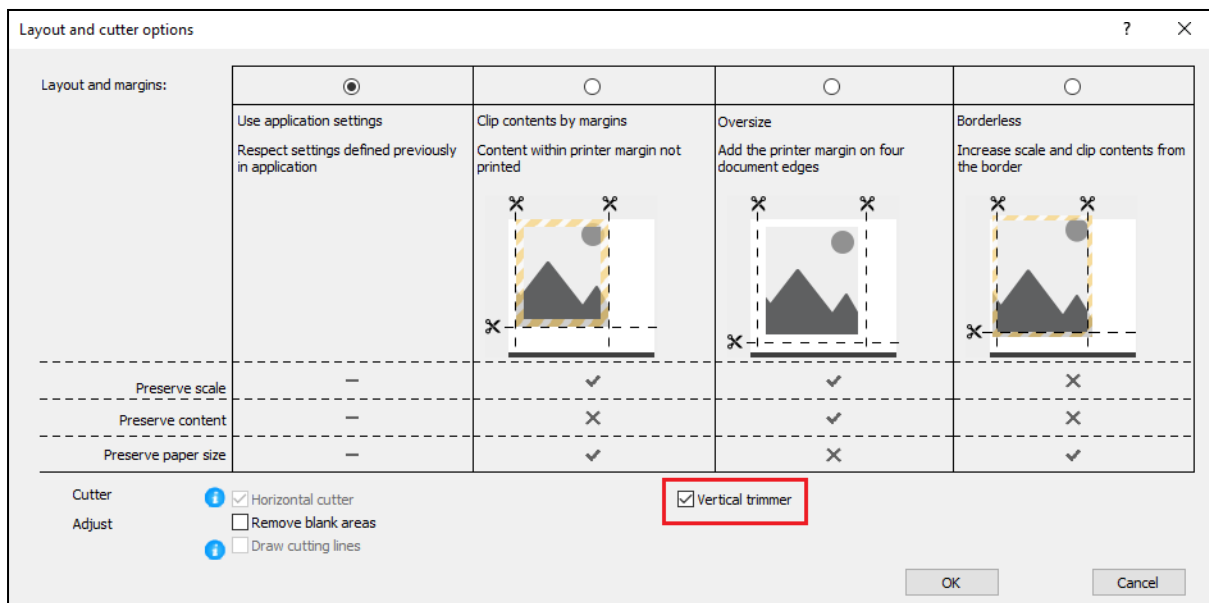 Layout and cutter options
Layout and margins:
Use application settings
Respect settings defined previously
in application
Clip contents by margins
Content within printer margin not
printed
Oversize
Add the printer margin on four
document edges
Borderless
Increase scale and clip contents from
the border
Preserve scale
Preserve content
Preserve paper size
Cutter
Horizontal cutter
Vertical trimmer
Adjust
Remove blank areas
Draw cutting lines
OK
Cancel